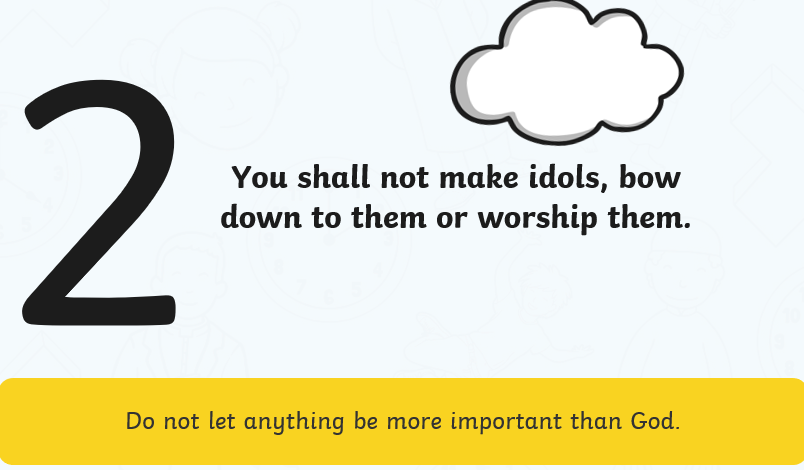 2
You shall not make idols, bow
down to them or worship them.
Do not let anything be more important than God.